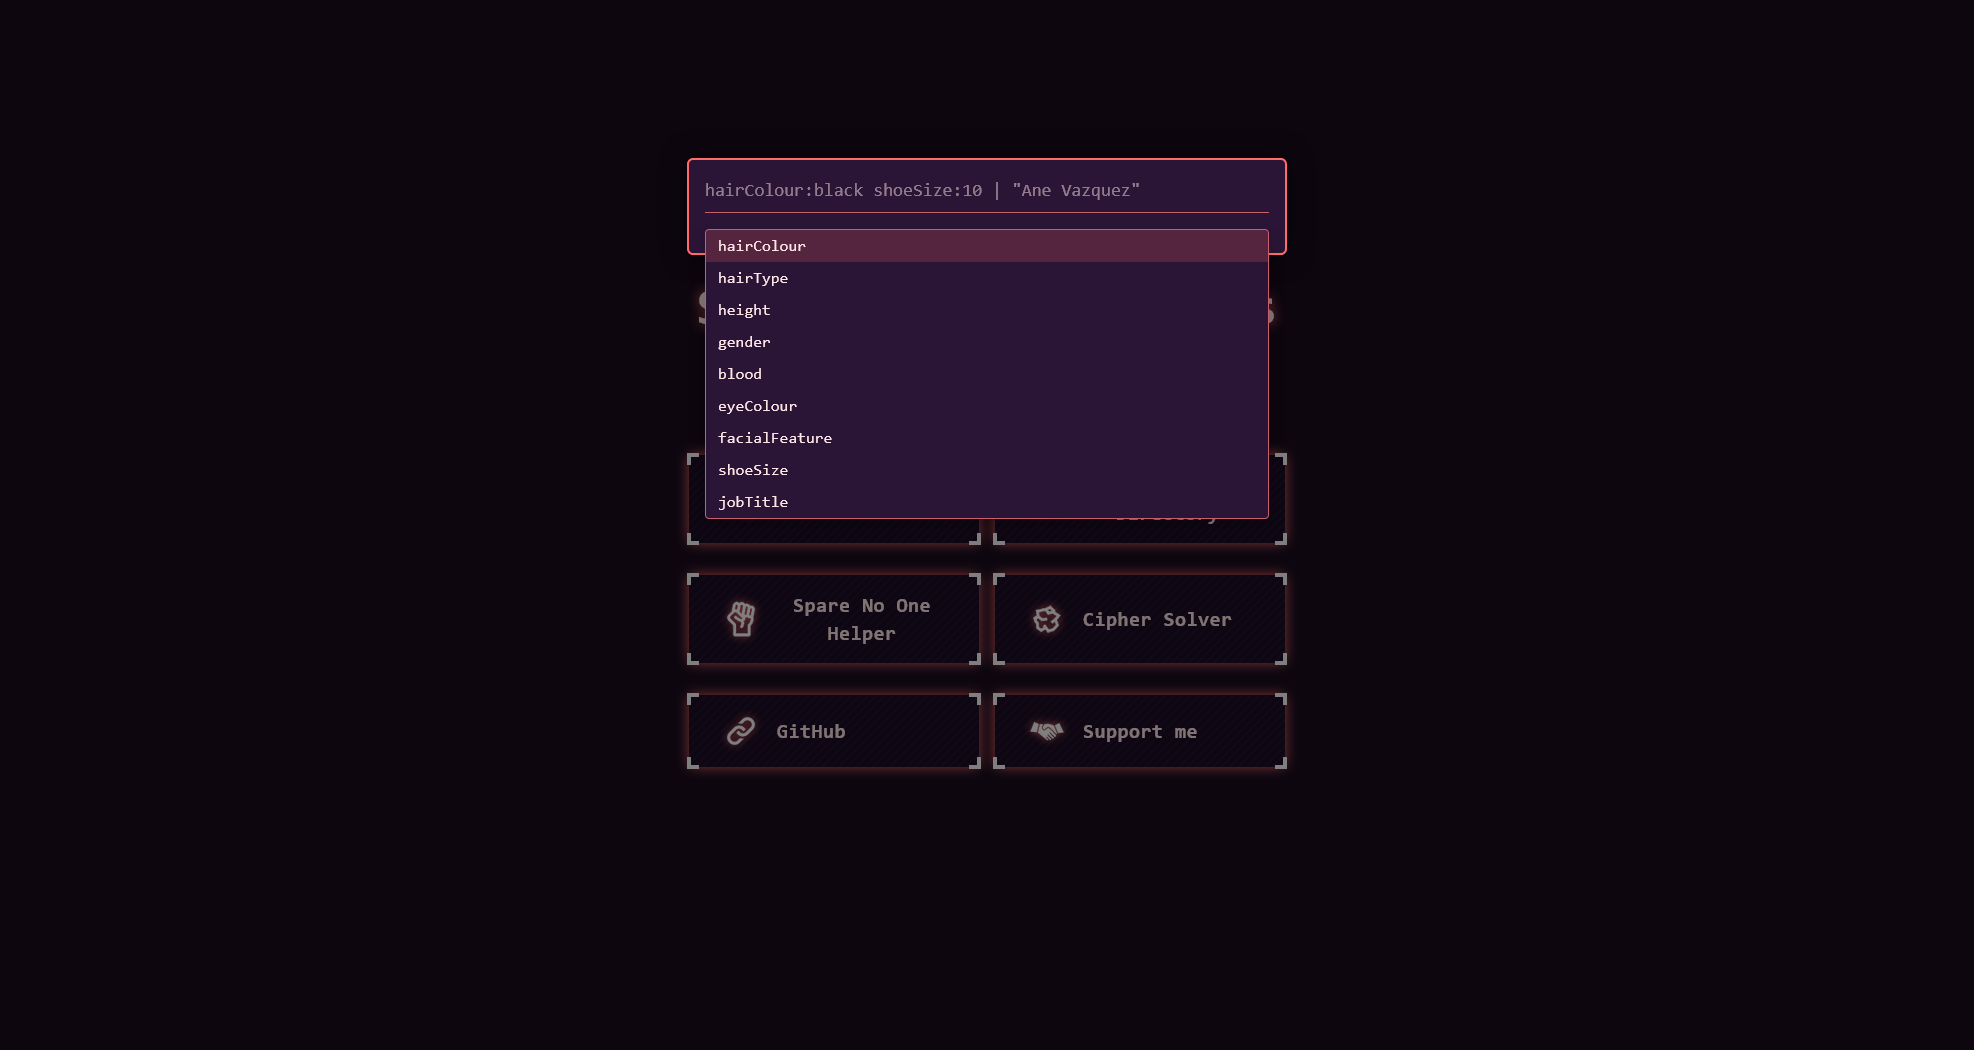 hairColour:black shoeSize:10 | "Ane Vazquez"
hairColour
hairType
height
gender
blood
eyeColour
facialFeature
shoeSize
jobTitle
Spare No One
Helper
Cipher Solver
GitHub
Support me